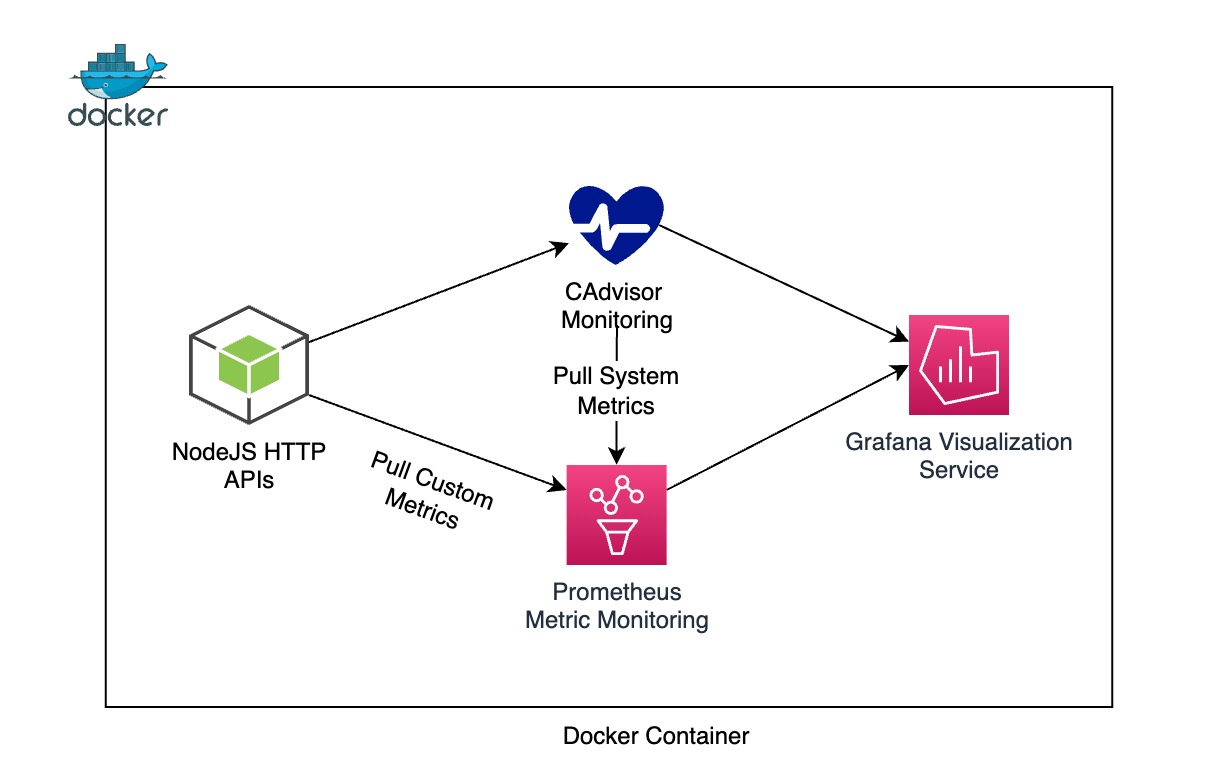 docker
CAdvisor
Monitoring
Pull System
Metrics
NodeJS HTTP
APIs
Pull Custom
Metrics
Grafana Visualization
Service
Prometheus
Metric Monitoring
Docker Container